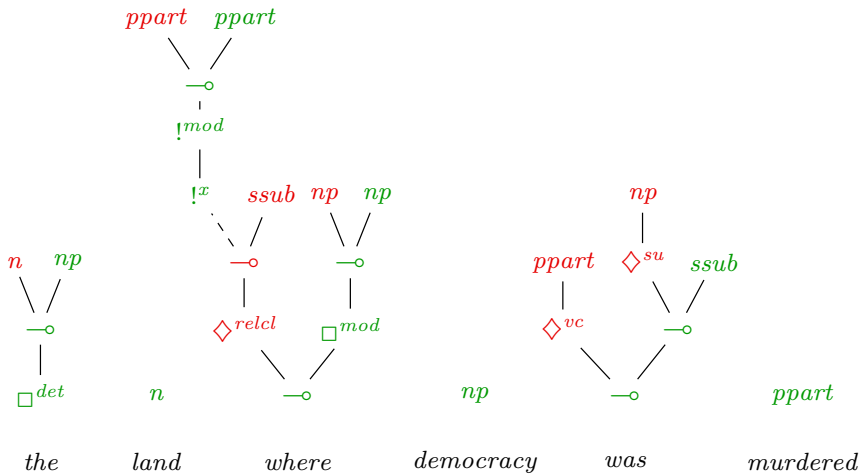 ppart ppart
⊸
!^mod
!^x ssub np np np
n np ⊸ ⊸ ppart ◇^su ssub
⊸ ◇^relcl □^mod ◇^vc ⊸
□^det n ⊸ np ⊸ ppart
the land where democracy was murdered